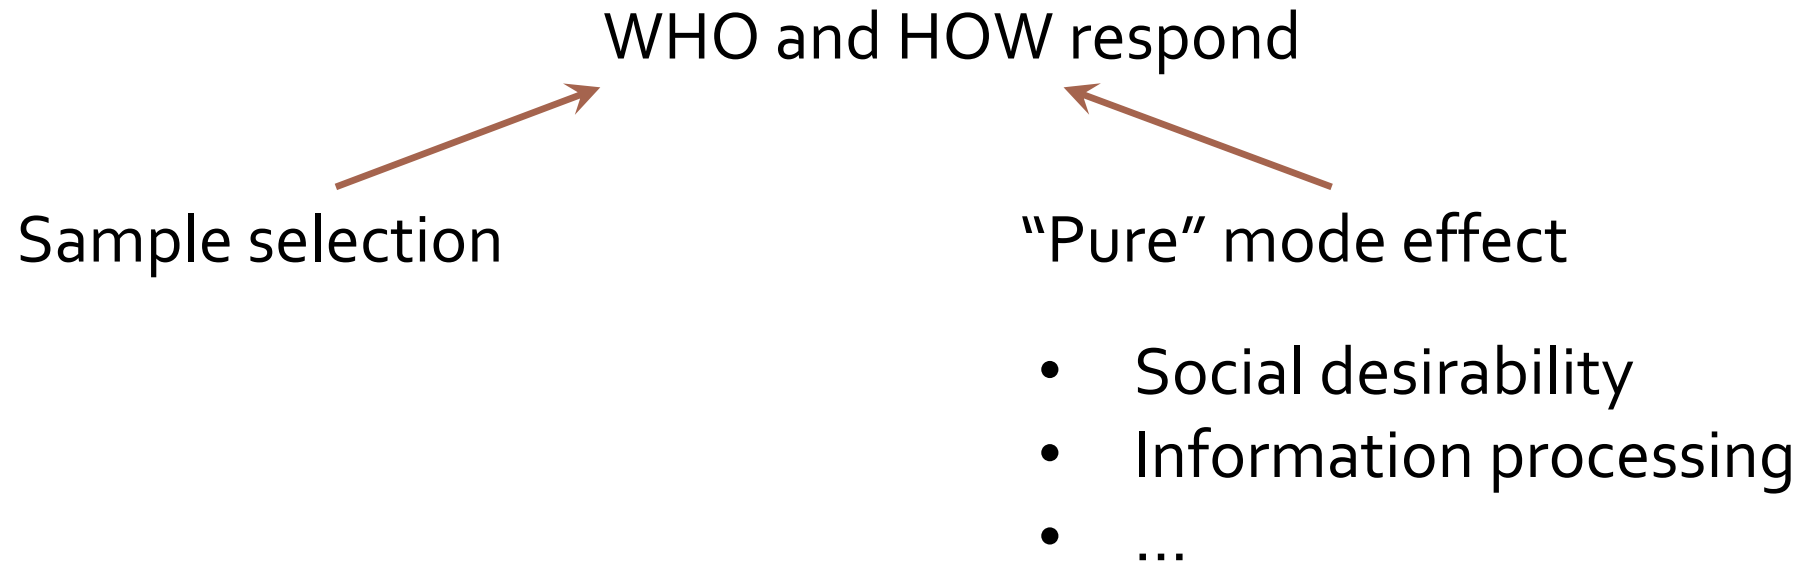 WHO and HOW respond
Sample selection
“Pure” mode effect
• Social desirability
• Information processing
• ...